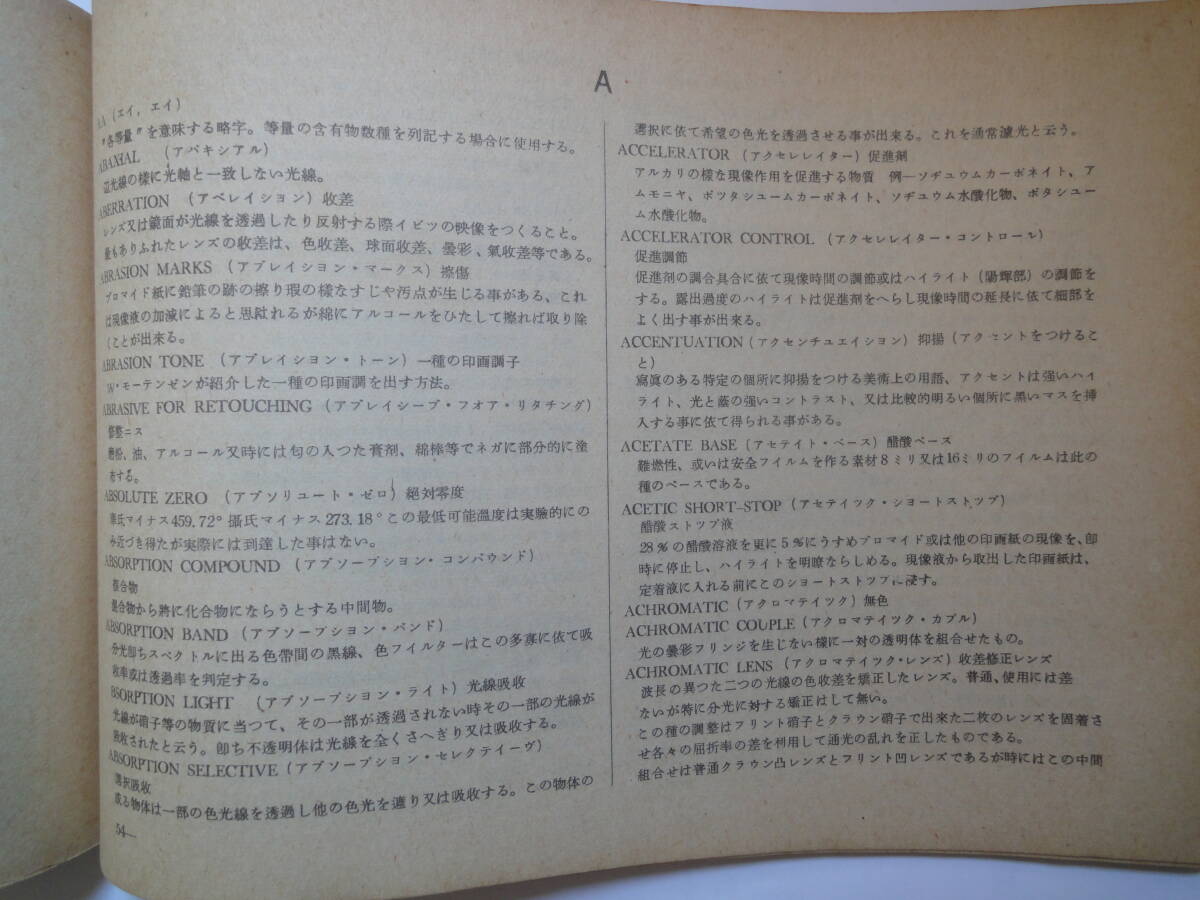 A
AA (エイ,エイ)
"各等量"を意味する略字。等量の含有物数種を列記する場合に使用する。
ABAXIAL (アバキシアル)
辺光線の様に光軸と一致しない光線。
ABERRATION (アベレイション) 收差
レンズ又は鏡面が光線を透過したり反射する際イビツの映像をつくること。
最もありふれたレンズの收差は、色收差、球面收差、曇彩、氣收差等である。
ABRASION MARKS (アブレイション・マークス) 擦傷
ブロマイド紙に鉛筆の跡の擦り瑕の様なすじや汚点が生じる事がある、これ
は現像液の加減によると思はれるが綿にアルコールをひたして擦れば取り除
くことが出来る。
ABRASION TONE (アブレイション・トーン) 一種の印画調子
W・モーテンゼンが紹介した一種の印画調を出す方法。
ABRASIVE FOR RETOUCHING (アブレイシーブ・フオア・リタチング)
修整ニス
磨粉、油、アルコール又時には匂の入つた膏剤、綿棒等でネガに部分的に塗
布する。
ABSOLUTE ZERO (アブソリユート・ゼロ) 絕対零度
華氏マイナス459.72°攝氏マイナス273.18°この最低可能溫度は実驗的にの
み近づき得たが実際には到達した事はない。
ABSORPTION COMPOUND (アブソープション・コンパウンド)
混合物
混合物から將に化合物にならうとする中間物。
ABSORPTION BAND (アブソープション・バンド)
分光卽ちスペクトルに出る色帶間の黒線、色フイルターはこの多寡に依て吸
收率或は透過率を判定する。
BSORPTION LIGHT (アブソープション・ライト) 光線吸收
光線が硝子等の物質に当つて、その一部が透過されない時その一部の光線が
吸收されたと云う。卽ち不透明体は光線を全くさへぎり又は吸收する。
ABSORPTION SELECTIVE (アブソープション・セレクテイーヴ)
選択吸收
或る物体は一部の色光線を透過し他の色光を遮り又は吸收する。この物体の
54—
選択に依て希望の色光を透過させる事が出来る。これを通常濾光と云う。
ACCELERATOR (アクセレレイター) 促進剤
アルカリの様な現像作用を促進する物質 例—ソヂユウムカーボネイト、ア
ムモニヤ、ボツタシユームカーボネイト、ソヂユウム水酸化物、ボタシユー
ム水酸化物。
ACCELERATOR CONTROL (アクセレレイター・コントロール)
促進調節
促進剤の調合具合に依て現像時間の調節或はハイライト(陽輝部)の調節を
する。露出過度のハイライトは促進剤をへらし現像時間の延長に依て細部を
よく出す事が出来る。
ACCENTUATION (アクセンチユエイション) 抑揚(アクセントをつけるこ
と)
寫眞のある特定の個所に抑揚をつける美術上の用語、アクセントは強いハイ
ライト、光と蔭の强いコントラスト、又は比較的明るい個所に黒いマスを挿
入する事に依て得られる事がある。
ACETATE BASE (アセテイト・ベース) 醋酸ベース
難燃性、或いは安全フイルムを作る素材8ミリ又は16ミリのフイルムは此の
種のベースである。
ACETIC SHORT-STOP (アセテイツク・ショートストツプ)
醋酸ストツプ液
28%の醋酸溶液を更に5%にうすめブロマイド或は他の印画紙の現像を、卽
時に停止し、ハイライトを明瞭ならしめる。現像液から取出した印画紙は、
定着液に入れる前にこのショートストツプに浸す。
ACHROMATIC (アクロマテイツク) 無色
ACHROMATIC COUPLE (アクロマテイツク・カプル)
光の曇彩フリンジを生じない樣に一対の透明体を組合せたもの。
ACHROMATIC LENS (アクロマテイツク・レンズ) 收差修正レンズ
波長の異つた二つの光線の色收差を矯正したレンズ。普通、使用には差
ないが特に分光に対する矯正はして無い。
この種の調整はフリント硝子とクラウン硝子で出来た二枚のレンズを固着さ
せ各々の屈折率の差を利用して通光の乱れを正したものである。
組合せは普通クラウン凸レンズとフリント凹レンズであるが時にはこの中間